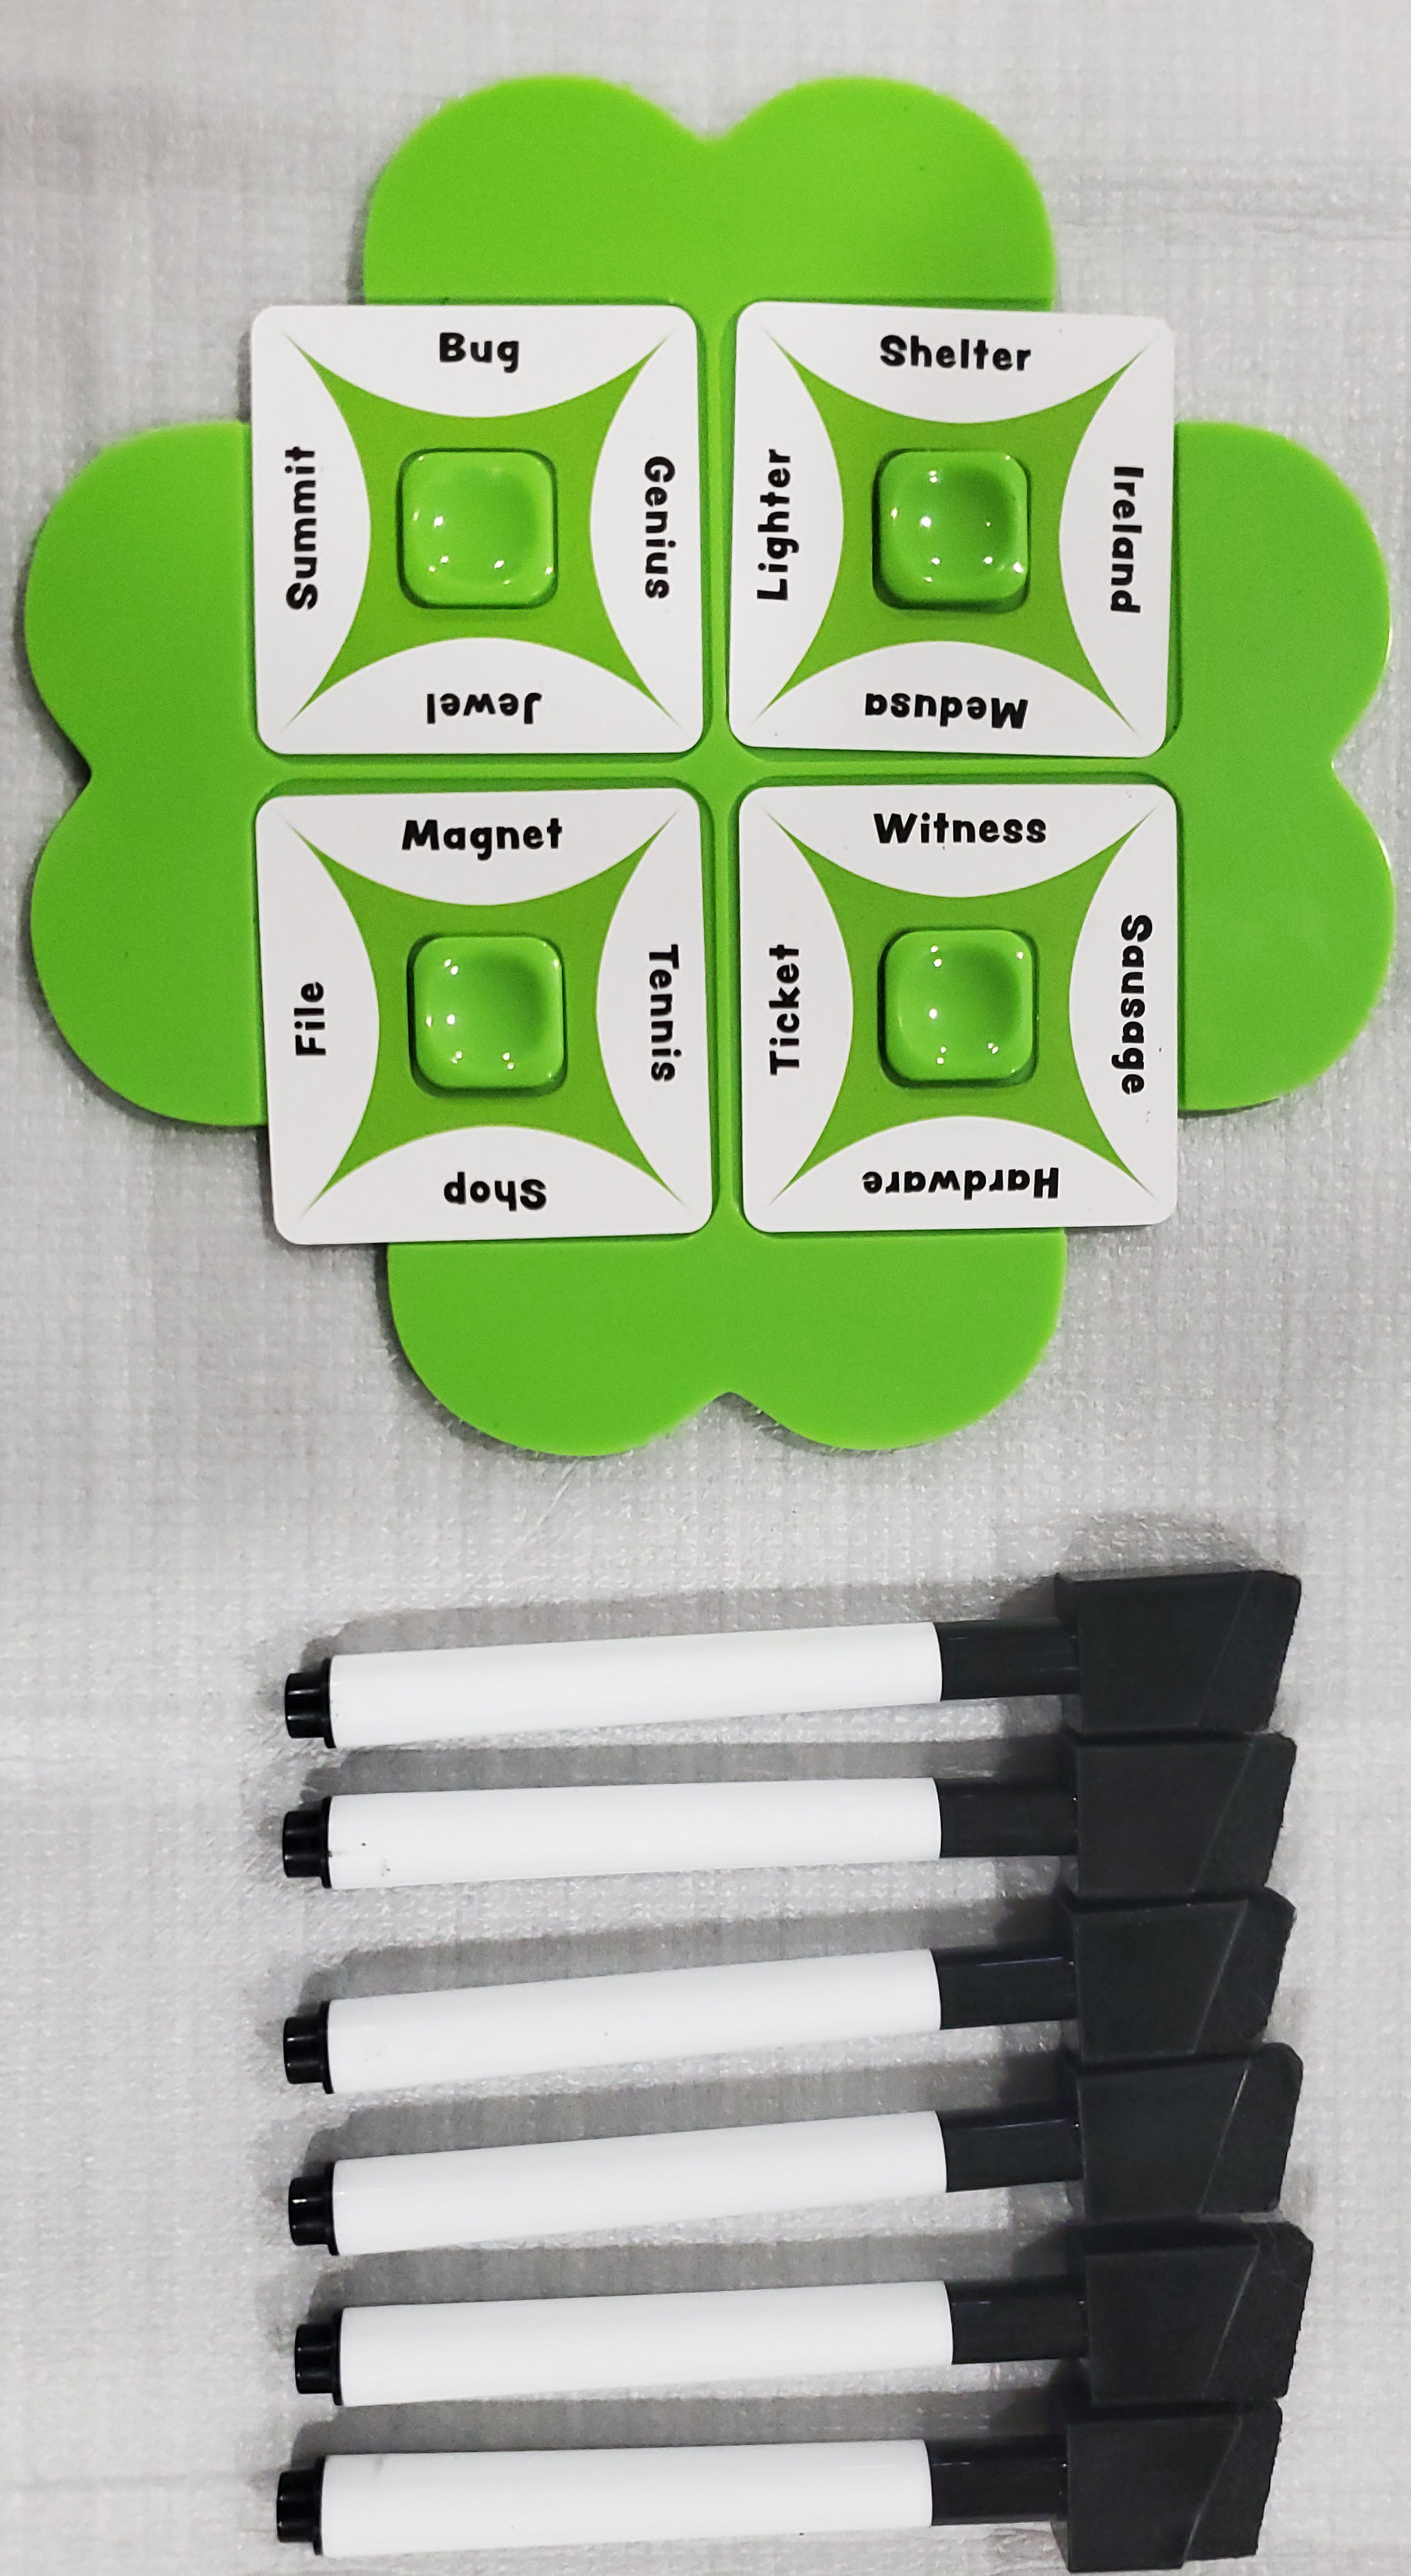 Bug
Summit
Genius
Jewel
Shelter
Lighter
Ireland
Medusa
Magnet
File
Tennis
Shop
Witness
Ticket
Sausage
Hardware